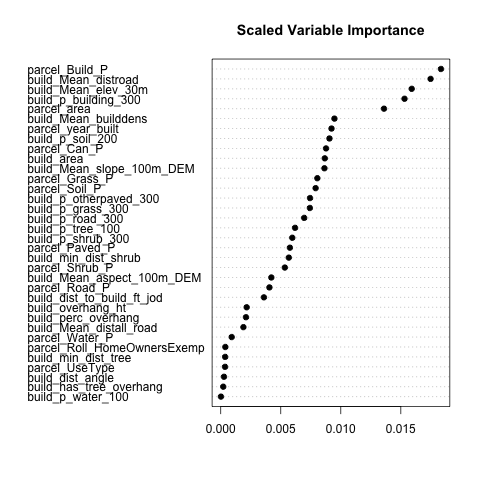 Scaled Variable Importance
parcel_Build_P
build_Mean_distroad
build_Mean_elev_30m
build_p_building_300
parcel_area
build_Mean_builddens
parcel_year_built
build_p_soil_200
parcel_Can_P
build_area
build_Mean_slope_100m_DEM
parcel_Grass_P
parcel_Soil_P
build_p_otherpaved_300
build_p_grass_300
build_p_road_300
build_p_tree_100
build_p_shrub_300
parcel_Paved_P
build_min_dist_shrub
parcel_Shrub_P
build_Mean_aspect_100m_DEM
parcel_Road_P
build_dist_to_build_ft_jod
build_overhang_ht
build_perc_overhang
build_Mean_distall_road
parcel_Water_P
parcel_Roll_HomeOwnersExemp
build_min_dist_tree
parcel_UseType
build_dist_angle
build_has_tree_overhang
build_p_water_100
0.000 0.005 0.010 0.015